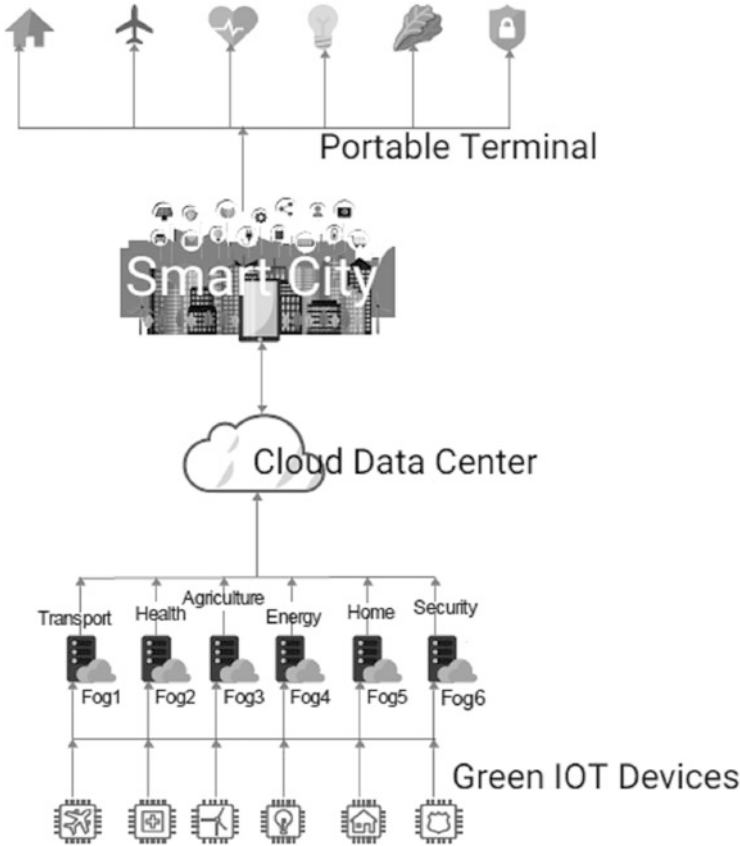 Portable Terminal
Smart City
Cloud Data Center
Transport Health Agriculture Energy Home Security
Fog1 Fog2 Fog3 Fog4 Fog5 Fog6
Green IOT Devices